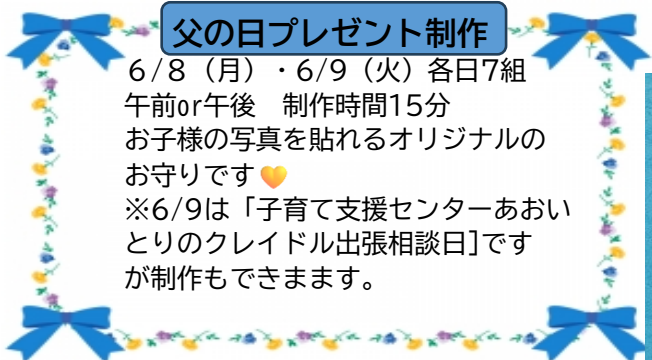 父の日プレゼント制作
６/８（月）・6/9（火）各日7組
午前or午後　制作時間15分
お子様の写真を貼れるオリジナルの
お守りです🧡
※6/9は「子育て支援センターあおい
とりのクレイドル出張相談日]です
が制作もできまます。